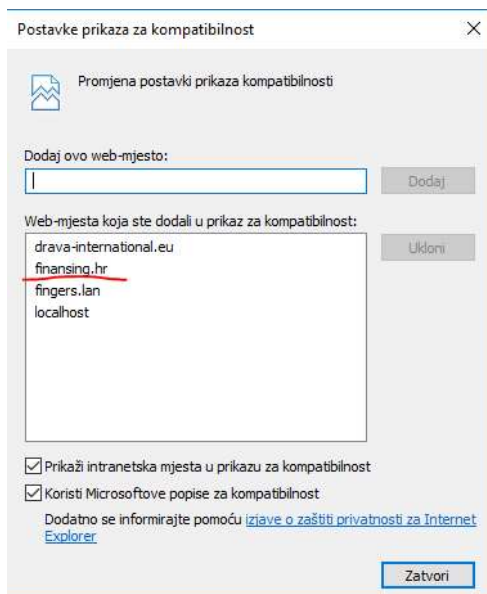 Postavke prikaza za kompatibilnost
Promjena postavki prikaza kompatibilnosti
Dodaj ovo web-mjesto:
Dodaj
Web-mjesta koja ste dodali u prikaz za kompatibilnost:
drava-international.eu
Ukloni
finansing.hr
fingers.lan
localhost
Prikaži intranetska mjesta u prikazu za kompatibilnost
Koristi Microsoftove popise za kompatibilnost
Dodatno se informirajte pomoću izjave o zaštiti privatnosti za Internet
Explorer
Zatvori